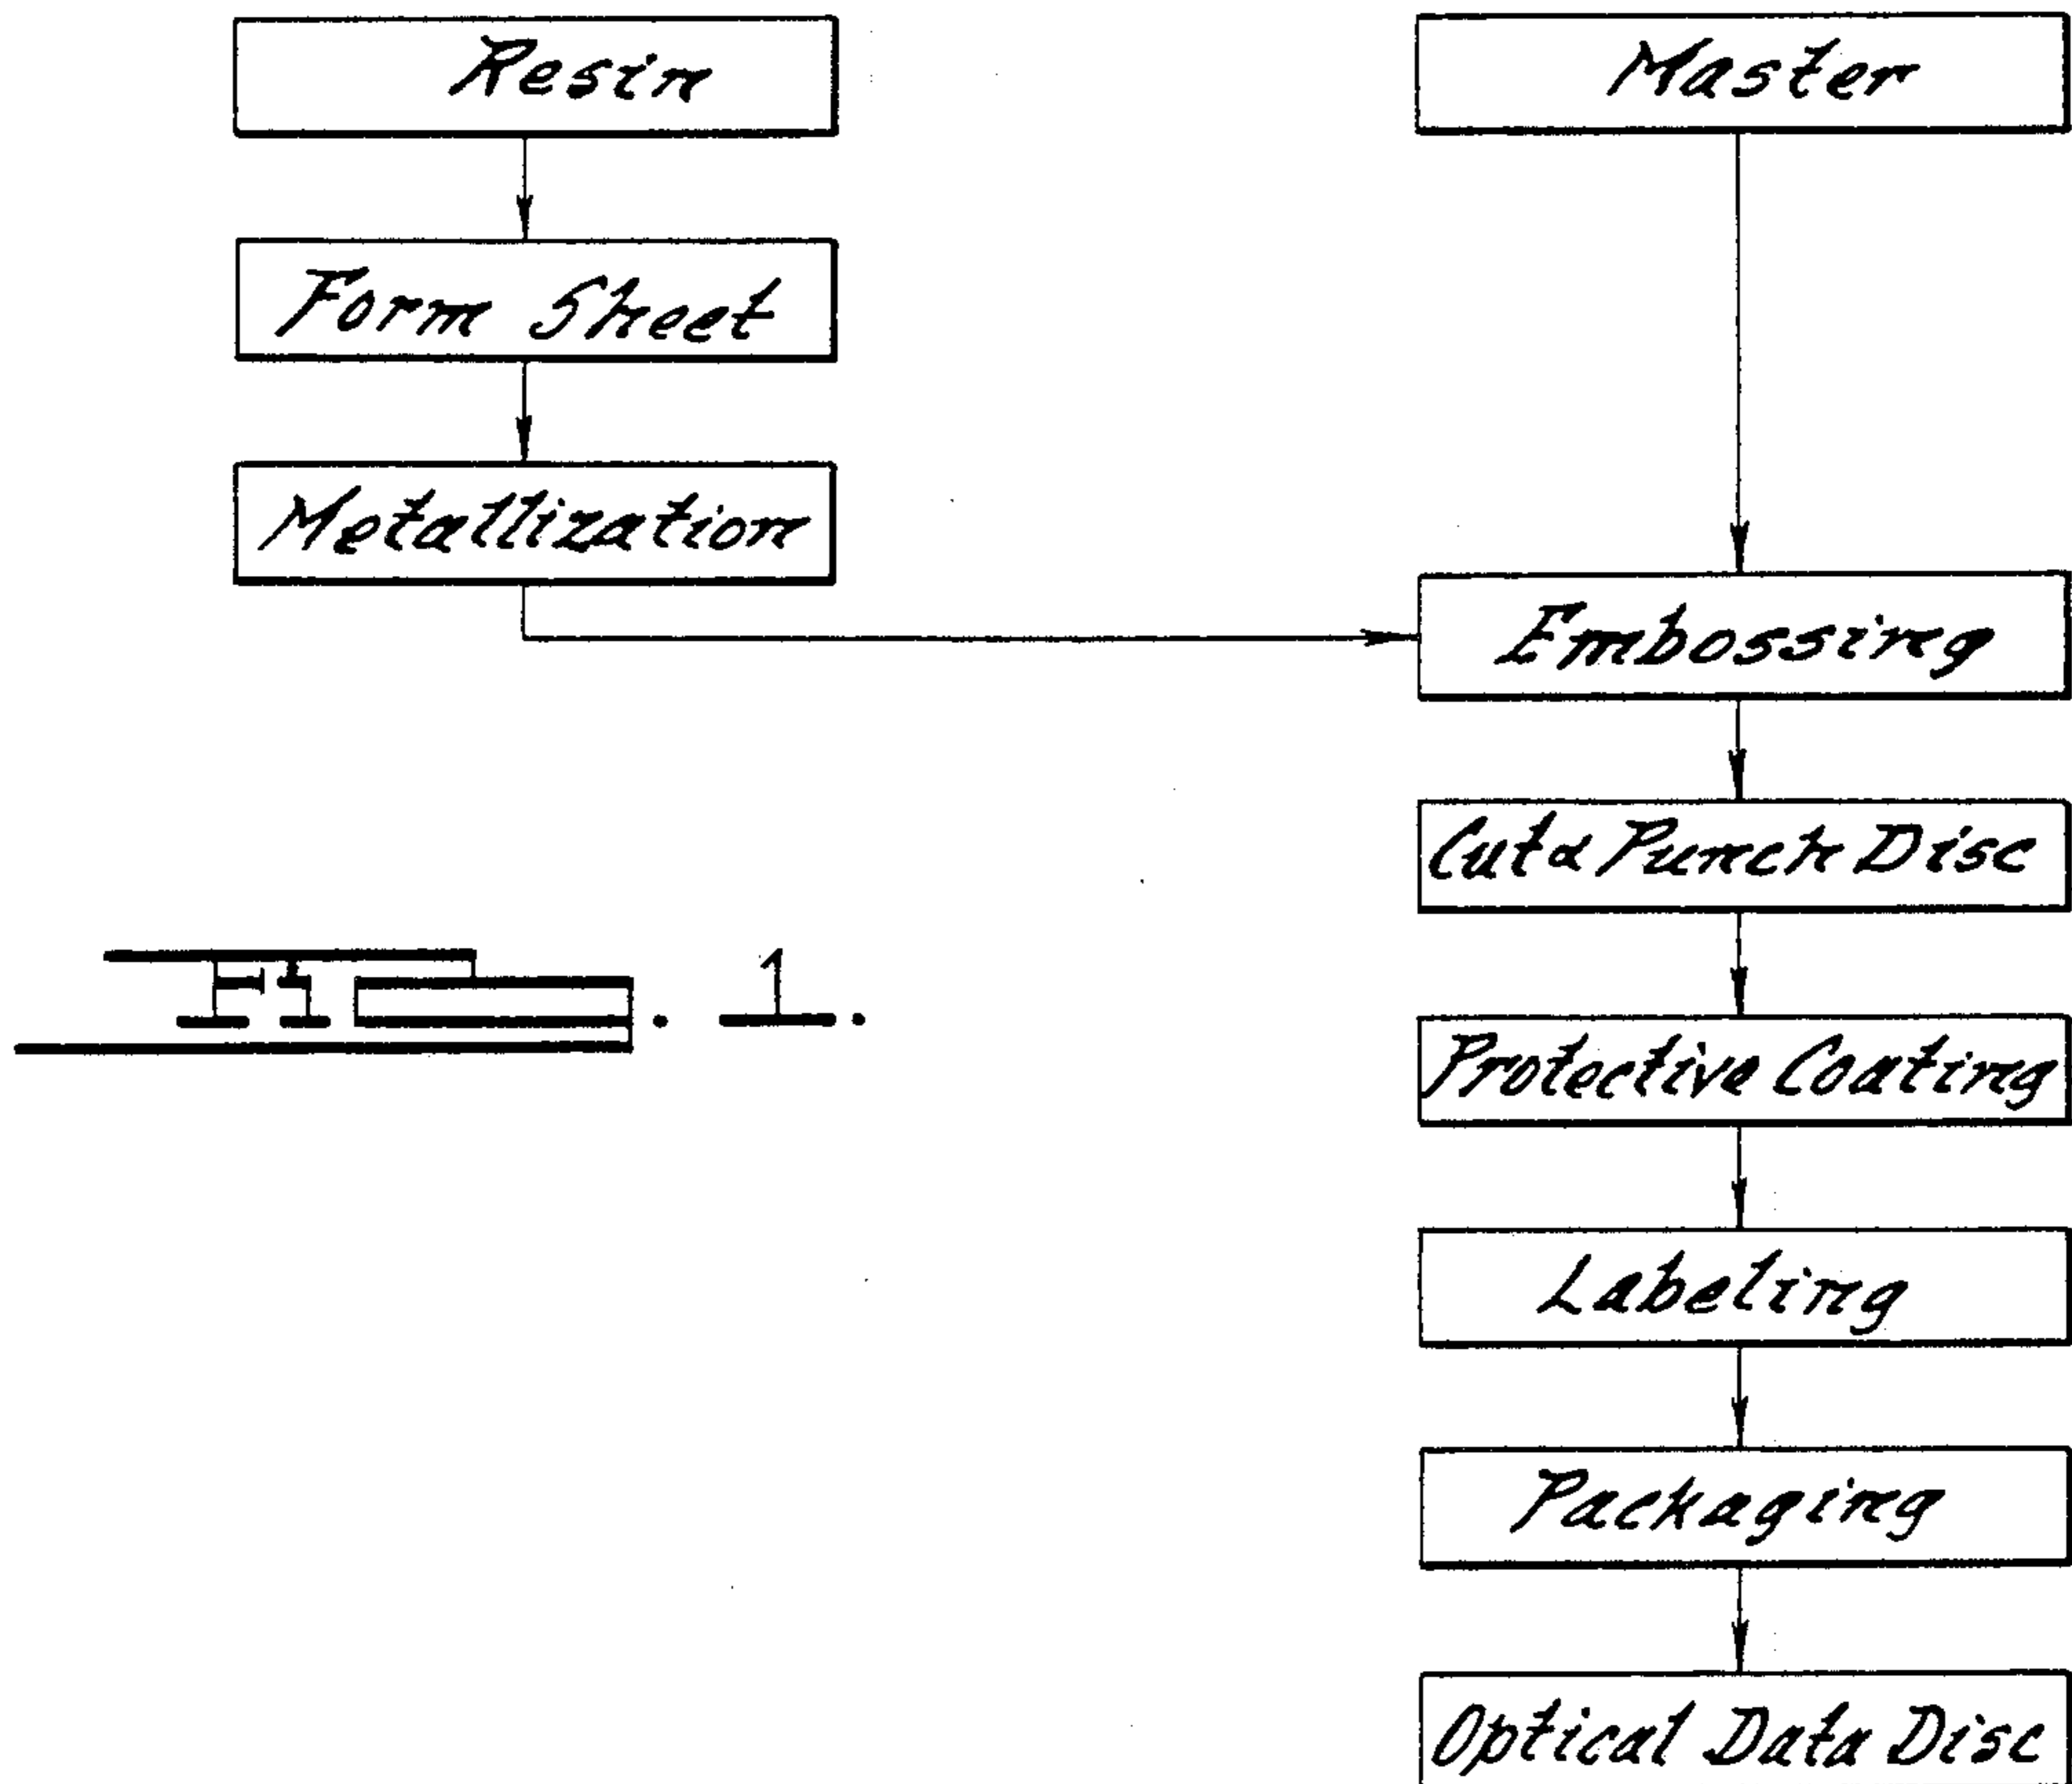 Resin
Master
Form Sheet
Metallization
Embossing
Cut & Punch Disc
Fig. 1.
Protective Coating
Labeling
Packaging
Optical Data Disc